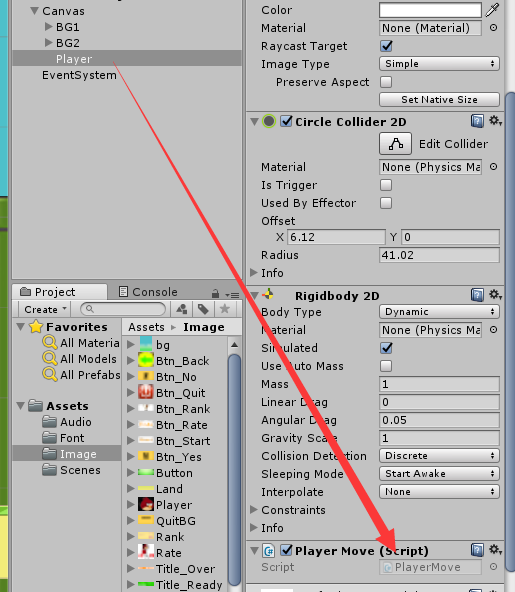 Canvas
BG1
BG2
Player
EventSystem
Project
Console
Create
Favorites
All Materia
All Models
All Prefabs
Assets
Audio
Font
Image
Scenes
Assets Image
bg
Btn_Back
Btn_No
Btn_Quit
Btn_Rank
Btn_Rate
Btn_Start
Btn_Yes
Button
Land
Player
QuitBG
Rank
Rate
Title_Over
Title_Ready
Color
Material None (Material)
Raycast Target
Image Type Simple
Preserve Aspect
Set Native Size
Circle Collider 2D
Edit Collider
Material None (Physics Ma
Is Trigger
Used By Effector
Offset
X 6.12 Y 0
Radius 41.02
Info
Rigidbody 2D
Body Type Dynamic
Material None (Physics Ma
Simulated
Use Auto Mass
Mass 1
Linear Drag 0
Angular Drag 0.05
Gravity Scale 1
Collision Detection Discrete
Sleeping Mode Start Awake
Interpolate None
Constraints
Info
Player Move (Script)
Script PlayerMove